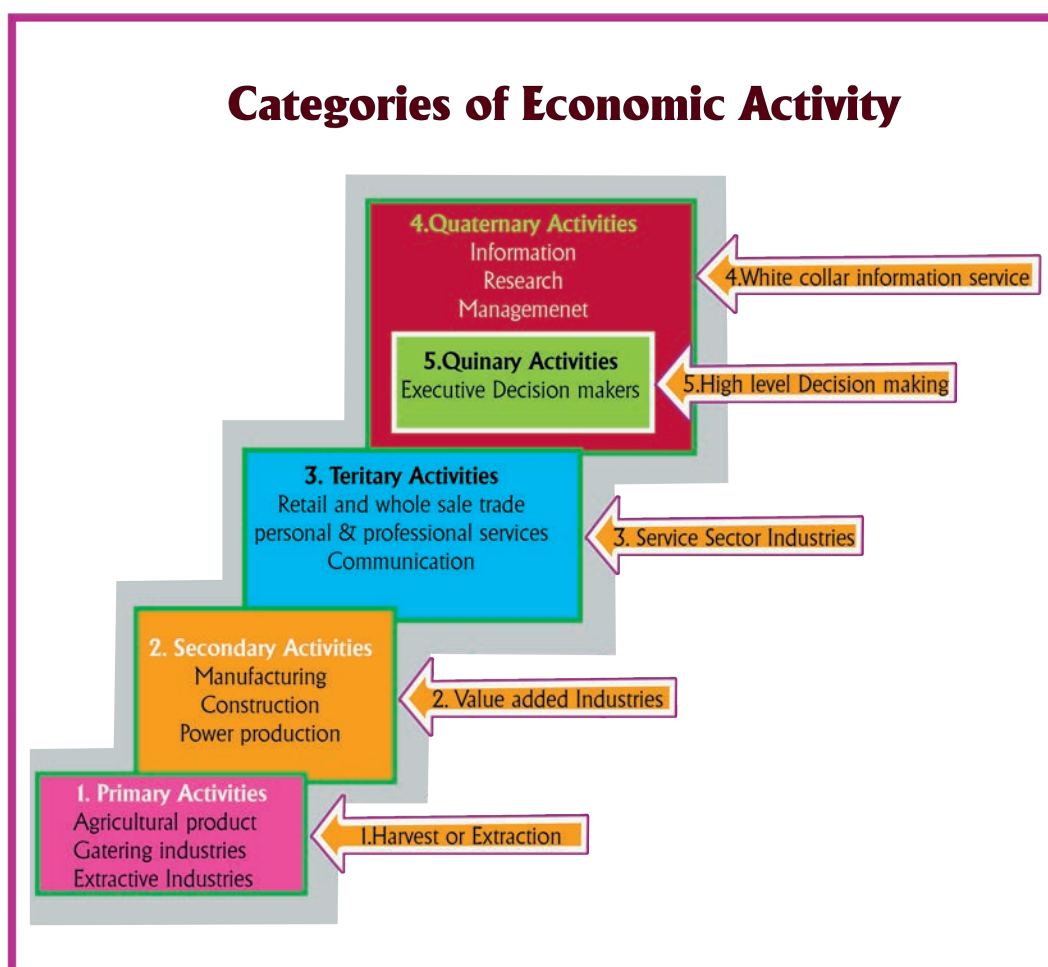 Categories of Economic Activity
4.Quaternary Activities
Information
Research
Managemenet
4.White collar information service
5.Quinary Activities
Executive Decision makers
5.High level Decision making
3. Teritary Activities
Retail and whole sale trade
personal & professional services
Communication
3. Service Sector Industries
2. Secondary Activities
Manufacturing
Construction
Power production
2. Value added Industries
1. Primary Activities
Agricultural product
Gatering industries
Extractive Industries
1.Harvest or Extraction